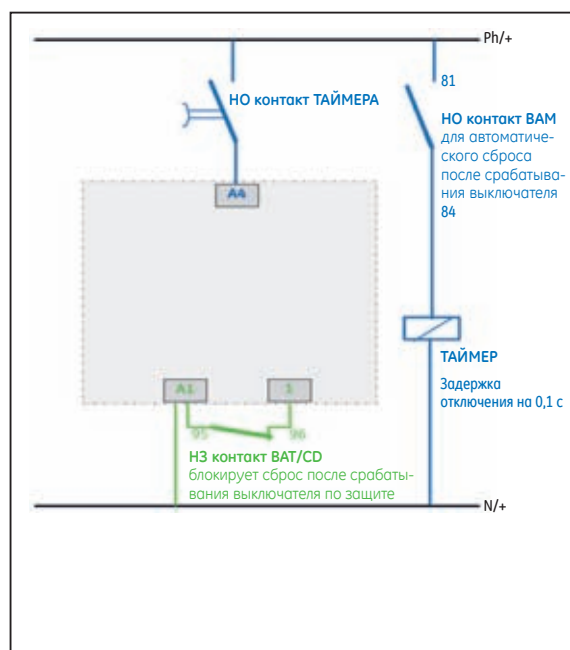 Ph/+
81
НО контакт ТАЙМЕРА
НО контакт ВАМ
для автоматиче-
ского сброса
после срабатыва-
ния выключателя
84
A4
ТАЙМЕР
Задержка
отключения на 0,1 с
A1
1
95
96
НЗ контакт BAT/CD
блокирует сброс после срабаты-
вания выключателя по защите
N/+